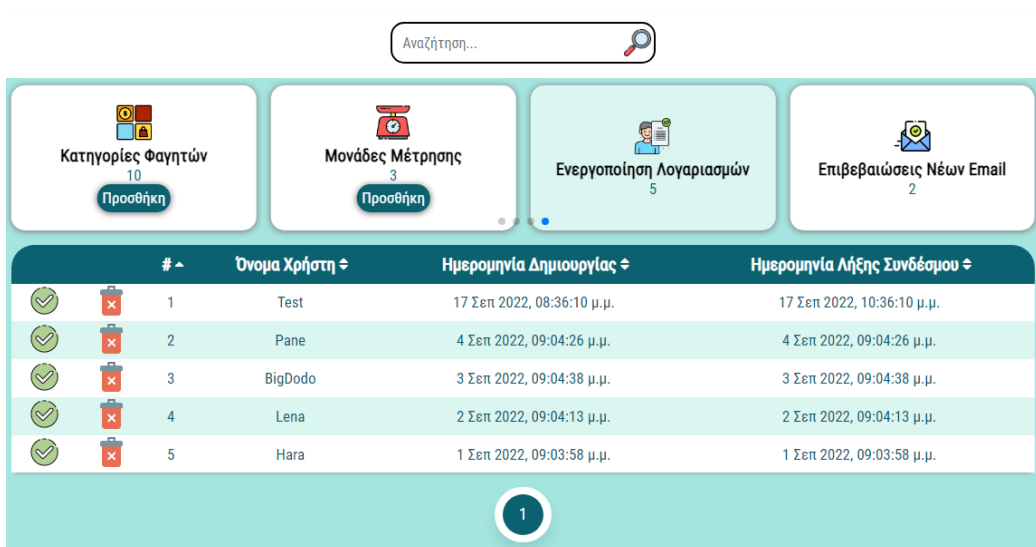 Αναζήτηση...
Κατηγορίες Φαγητών
10
Προσθήκη
Μονάδες Μέτρησης
3
Προσθήκη
Ενεργοποίηση Λογαριασμών
5
Επιβεβαιώσεις Νέων Email
2
# Όνομα Χρήστη Ημερομηνία Δημιουργίας Ημερομηνία Λήξης Συνδέσμου
1 Test 17 Σεπ 2022, 08:36:10 μ.μ. 17 Σεπ 2022, 10:36:10 μ.μ.
2 Pane 4 Σεπ 2022, 09:04:26 μ.μ. 4 Σεπ 2022, 09:04:26 μ.μ.
3 BigDodo 3 Σεπ 2022, 09:04:38 μ.μ. 3 Σεπ 2022, 09:04:38 μ.μ.
4 Lena 2 Σεπ 2022, 09:04:13 μ.μ. 2 Σεπ 2022, 09:04:13 μ.μ.
5 Hara 1 Σεπ 2022, 09:03:58 μ.μ. 1 Σεπ 2022, 09:03:58 μ.μ.
1